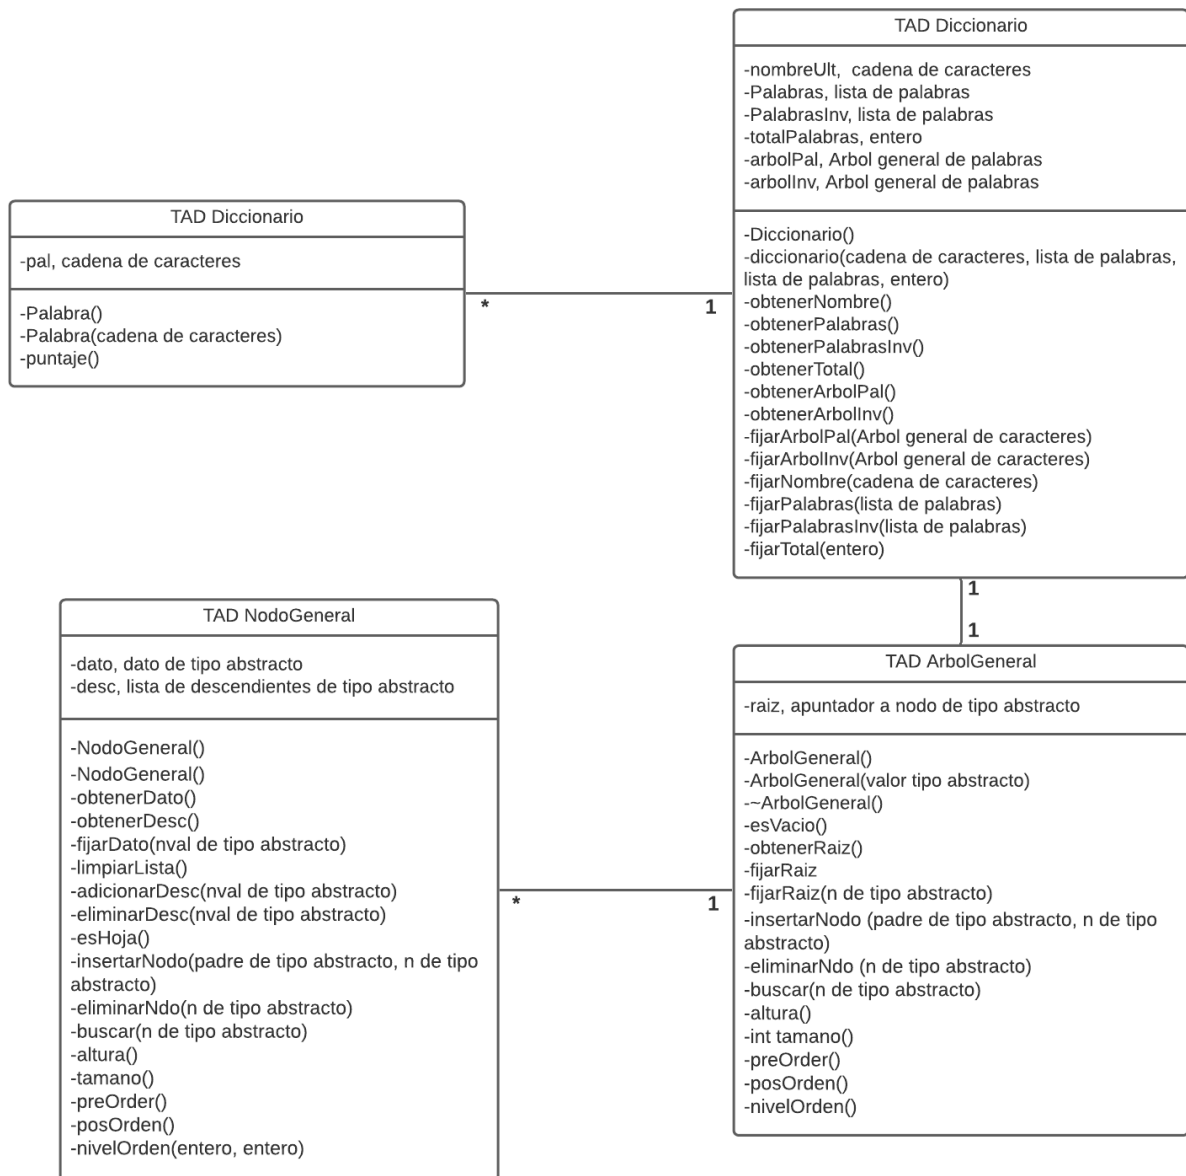 TAD Diccionario
-nombreUlt,  cadena de caracteres
-Palabras, lista de palabras
-PalabrasInv, lista de palabras
-totalPalabras, entero
-arbolPal, Arbol general de palabras
-arbolInv, Arbol general de palabras
-Diccionario()
-diccionario(cadena de caracteres, lista de palabras,
lista de palabras, entero)
-obtenerNombre()
-obtenerPalabras()
-obtenerPalabrasInv()
-obtenerTotal()
-obtenerArbolPal()
-obtenerArbolInv()
-fijarArbolPal(Arbol general de caracteres)
-fijarArbolInv(Arbol general de caracteres)
-fijarNombre(cadena de caracteres)
-fijarPalabras(lista de palabras)
-fijarPalabrasInv(lista de palabras)
-fijarTotal(entero)
TAD Diccionario
-pal, cadena de caracteres
-Palabra()
-Palabra(cadena de caracteres)
-puntaje()
*
1
1
1
TAD NodoGeneral
-dato, dato de tipo abstracto
-desc, lista de descendientes de tipo abstracto
-NodoGeneral()
-NodoGeneral()
-obtenerDato()
-obtenerDesc()
-fijarDato(nval de tipo abstracto)
-limpiarLista()
-adicionarDesc(nval de tipo abstracto)
-eliminarDesc(nval de tipo abstracto)
-esHoja()
-insertarNodo(padre de tipo abstracto, n de tipo
abstracto)
-eliminarNdo(n de tipo abstracto)
-buscar(n de tipo abstracto)
-altura()
-tamano()
-preOrder()
-posOrden()
-nivelOrden(entero, entero)
*
1
TAD ArbolGeneral
-raiz, apuntador a nodo de tipo abstracto
-ArbolGeneral()
-ArbolGeneral(valor tipo abstracto)
-~ArbolGeneral()
-esVacio()
-obtenerRaiz()
-fijarRaiz
-fijarRaiz(n de tipo abstracto)
-insertarNodo (padre de tipo abstracto, n de tipo
abstracto)
-eliminarNdo (n de tipo abstracto)
-buscar(n de tipo abstracto)
-altura()
-int tamano()
-preOrder()
-posOrden()
-nivelOrden()